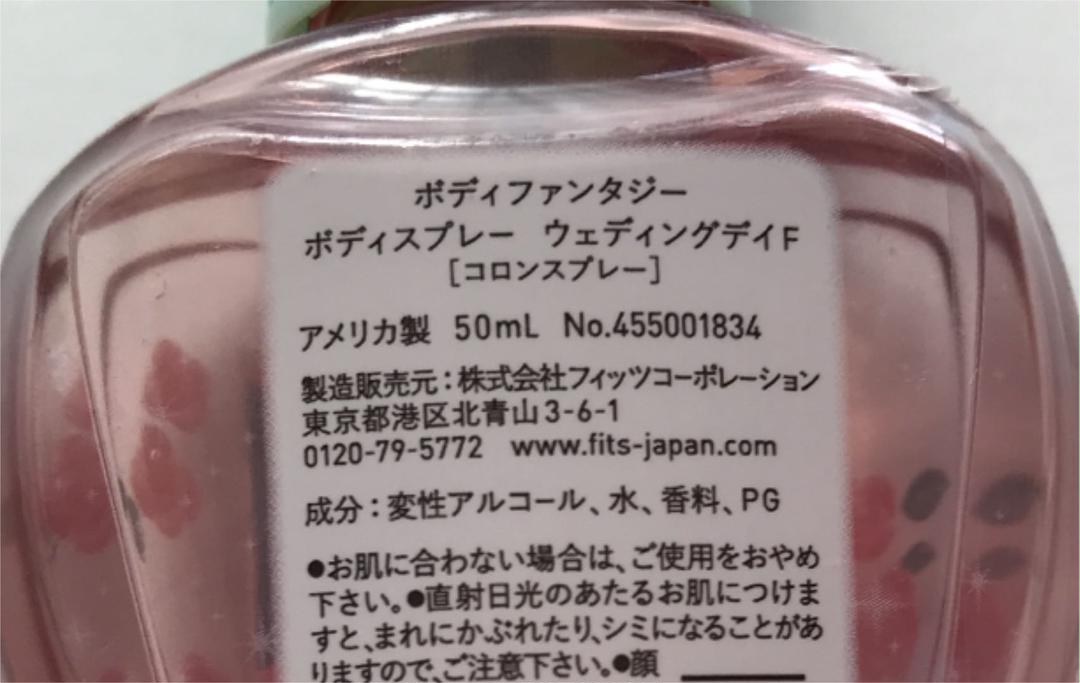 ボディファンタジー
ボディスプレー ウェディングデイF
[コロンスプレー]
アメリカ製 50mL No.455001834
製造販売元：株式会社フィッツコーポレーション
東京都港区北青山3-6-1
0120-79-5772 www.fits-japan.com
成分：変性アルコール、水、香料、PG
●お肌に合わない場合は、ご使用をおやめ
下さい。●直射日光のあたるお肌につけま
すと、まれにかぶれたり、シミになることがあ
りますので、ご注意下さい。●顔